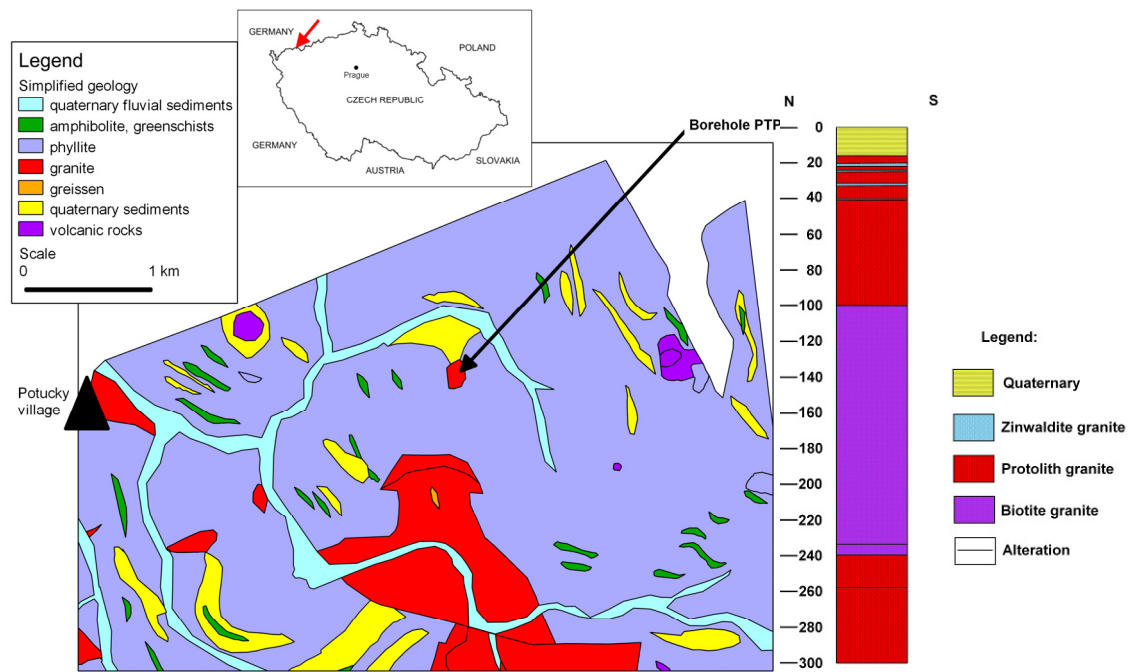 Legend
Simplified geology
quaternary fluvial sediments
amphibolite, greenschists
phyllite
granite
greissen
quaternary sediments
volcanic rocks
Scale
0 1 km
GERMANY
POLAND
Prague
CZECH REPUBLIC
GERMANY
SLOVAKIA
AUSTRIA
Borehole PTP
Potucky
village
N S
0
20
40
60
80
100
120
140
160
180
200
220
240
260
280
300
Legend:
Quaternary
Zinwaldite granite
Protolith granite
Biotite granite
Alteration